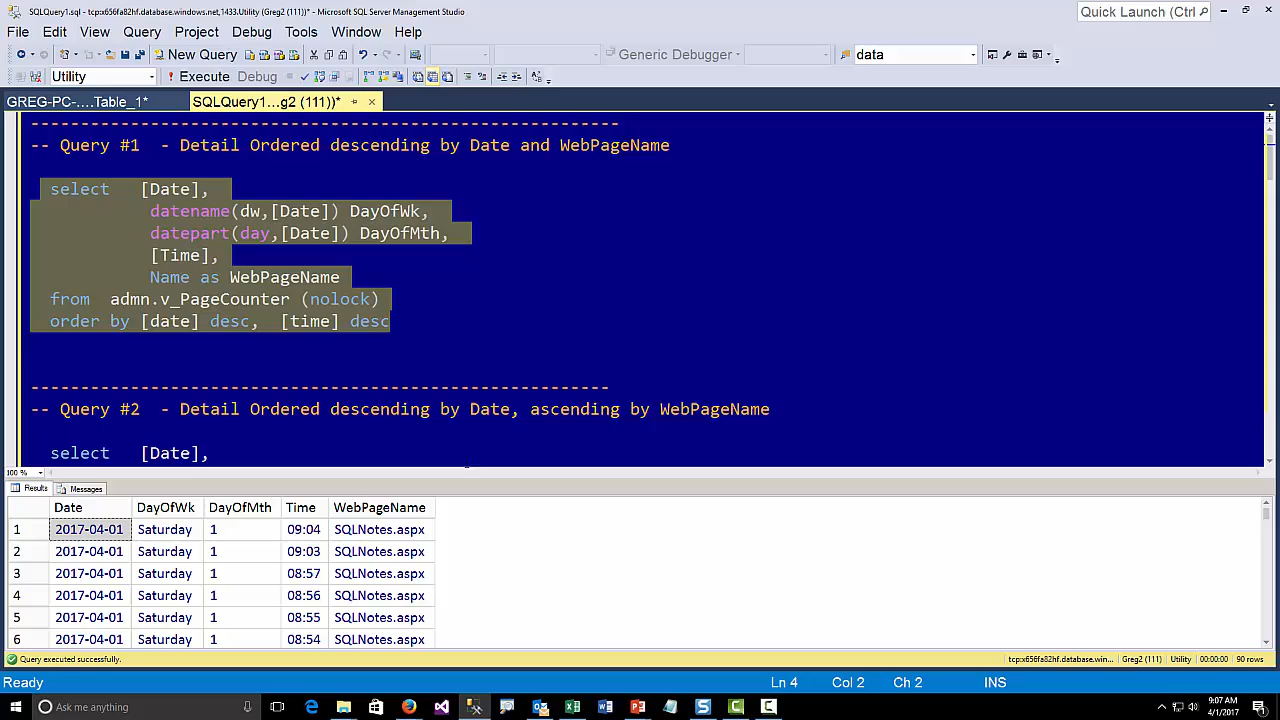 SQLQuery1.sql - tcp:x656fa82hf.database.windows.net,1433.Utility (Greg2 (111))* - Microsoft SQL Server Management Studio
Quick Launch (Ctrl
File Edit View Query Project Debug Tools Window Help
New Query Generic Debugger data
Utility Execute Debug
GREG-PC-....Table_1* SQLQuery1...g2 (111))*
--------------------------------------------------------
-- Query #1  - Detail Ordered descending by Date and WebPageName
select [Date],
datename(dw,[Date]) DayOfWk,
datepart(day,[Date]) DayOfMth,
[Time],
Name as WebPageName
from admn.v_PageCounter (nolock)
order by [date] desc, [time] desc
-------------------------------------------------------
-- Query #2  - Detail Ordered descending by Date, ascending by WebPageName
select [Date],
100 %
Results Messages
Date DayOfWk DayOfMth Time WebPageName
1 2017-04-01 Saturday 1 09:04 SQLNotes.aspx
2 2017-04-01 Saturday 1 09:03 SQLNotes.aspx
3 2017-04-01 Saturday 1 08:57 SQLNotes.aspx
4 2017-04-01 Saturday 1 08:56 SQLNotes.aspx
5 2017-04-01 Saturday 1 08:55 SQLNotes.aspx
6 2017-04-01 Saturday 1 08:54 SQLNotes.aspx
Query executed successfully. tcp:x656fa82hf.database.win... Greg2 (111) Utility 00:00:00 90 rows
Ready Ln 4 Col 2 Ch 2 INS
Ask me anything
9:07 AM
4/1/2017